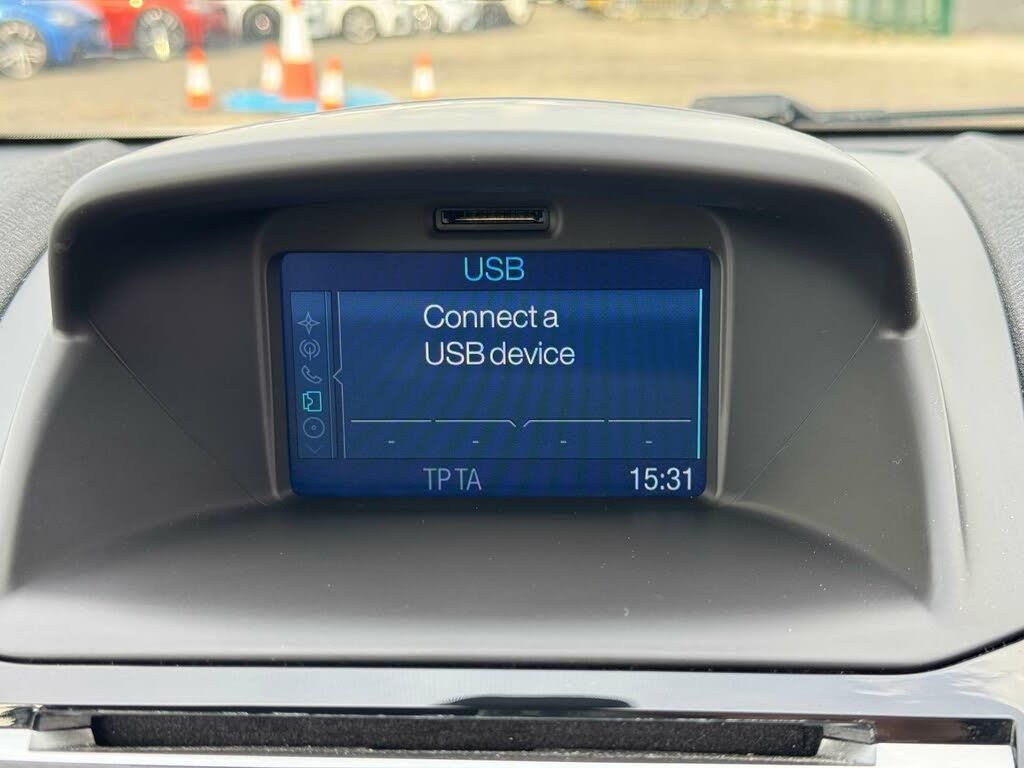 USB
Connect a
USB device
- - - -
TP TA 15:31